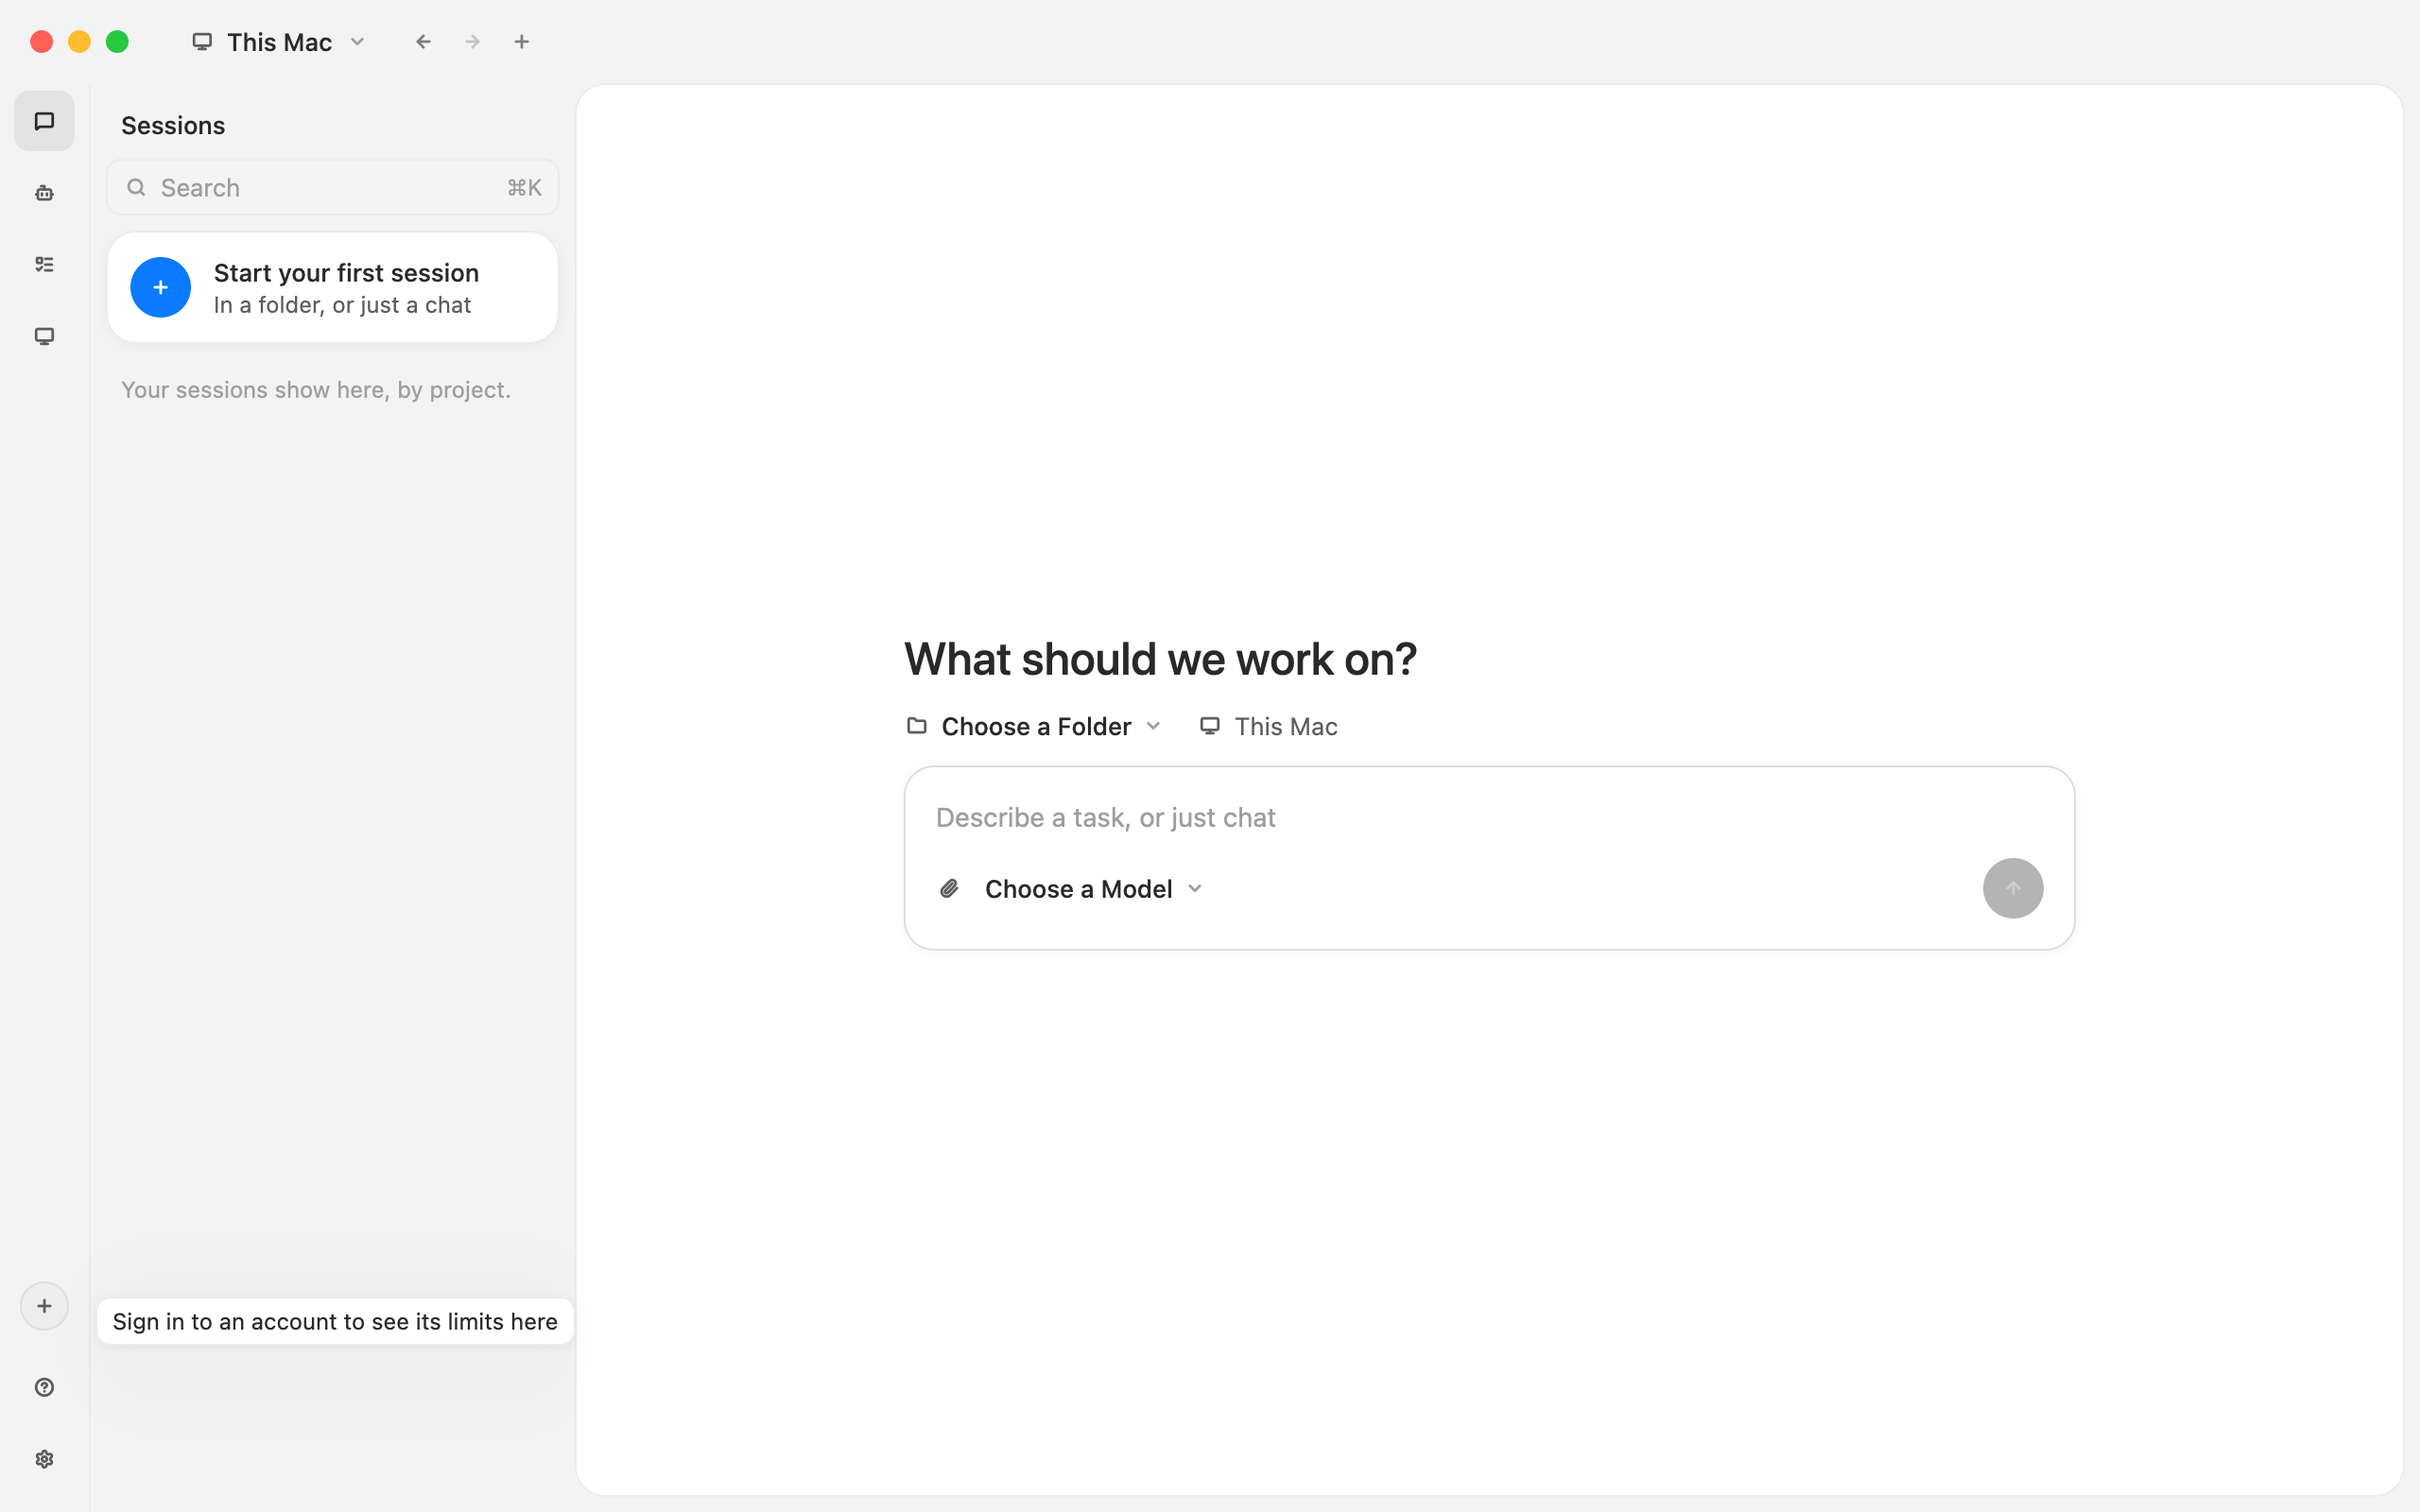 This Mac
Sessions
Search ⌘K
Start your first session
In a folder, or just a chat
Your sessions show here, by project.
What should we work on?
Choose a Folder This Mac
Describe a task, or just chat
Choose a Model
Sign in to an account to see its limits here